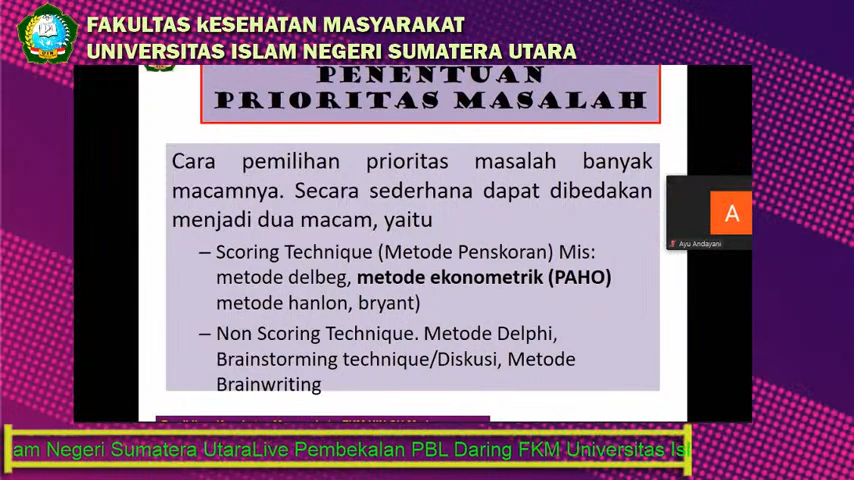 FAKULTAS kESEHATAN MASYARAKAT
UNIVERSITAS ISLAM NEGERI SUMATERA UTARA
PENENTUAN
PRIORITAS MASALAH
Cara pemilihan prioritas masalah banyak
macamnya. Secara sederhana dapat dibedakan
menjadi dua macam, yaitu
– Scoring Technique (Metode Penskoran) Mis:
metode delbeg, metode ekonometrik (PAHO)
metode hanlon, bryant)
– Non Scoring Technique. Metode Delphi,
Brainstorming technique/Diskusi, Metode
Brainwriting
A
Ayu Andayani
am Negeri Sumatera UtaraLive Pembekalan PBL Daring FKM Universitas Isl